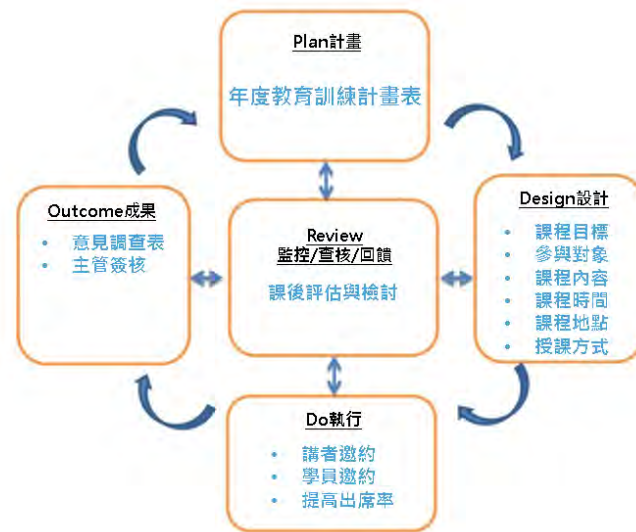 Plan計畫
年度教育訓練計畫表
Outcome成果
• 意見調查表
• 主管簽核
Review
監控/查核/回饋
課後評估與檢討
Design設計
• 課程目標
• 參與對象
• 課程內容
• 課程時間
• 課程地點
• 授課方式
Do執行
• 講者邀約
• 學員邀約
• 提高出席率